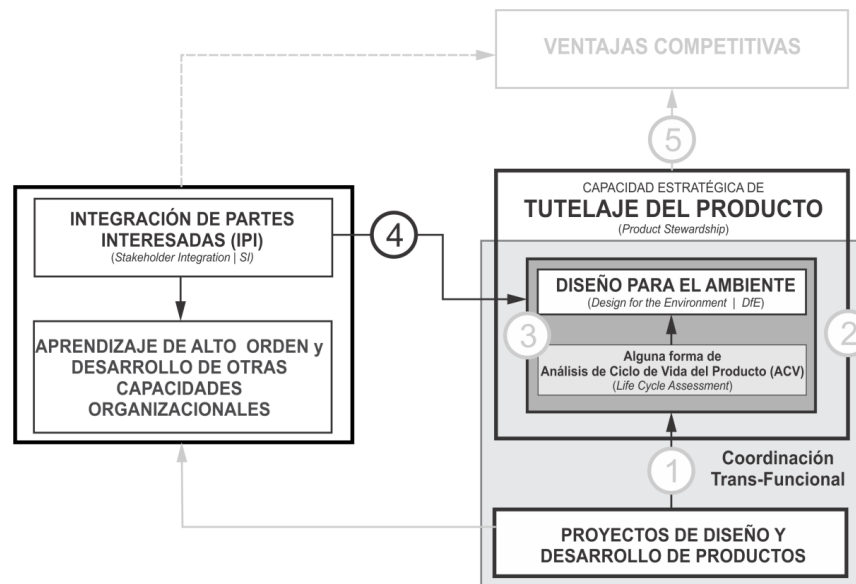 VENTAJAS COMPETITIVAS
5
CAPACIDAD ESTRATÉGICA DE
TUTELAJE DEL PRODUCTO
(Product Stewardship)
INTEGRACIÓN DE PARTES
INTERESADAS (IPI)
(Stakeholder Integration | SI)
4
DISEÑO PARA EL AMBIENTE
(Design for the Environment | DfE)
3
2
Alguna forma de
Análisis de Ciclo de Vida del Producto (ACV)
(Life Cycle Assessment)
APRENDIZAJE DE ALTO ORDEN y
DESARROLLO DE OTRAS
CAPACIDADES
ORGANIZACIONALES
1
Coordinación
Trans-Funcional
PROYECTOS DE DISEÑO Y
DESARROLLO DE PRODUCTOS